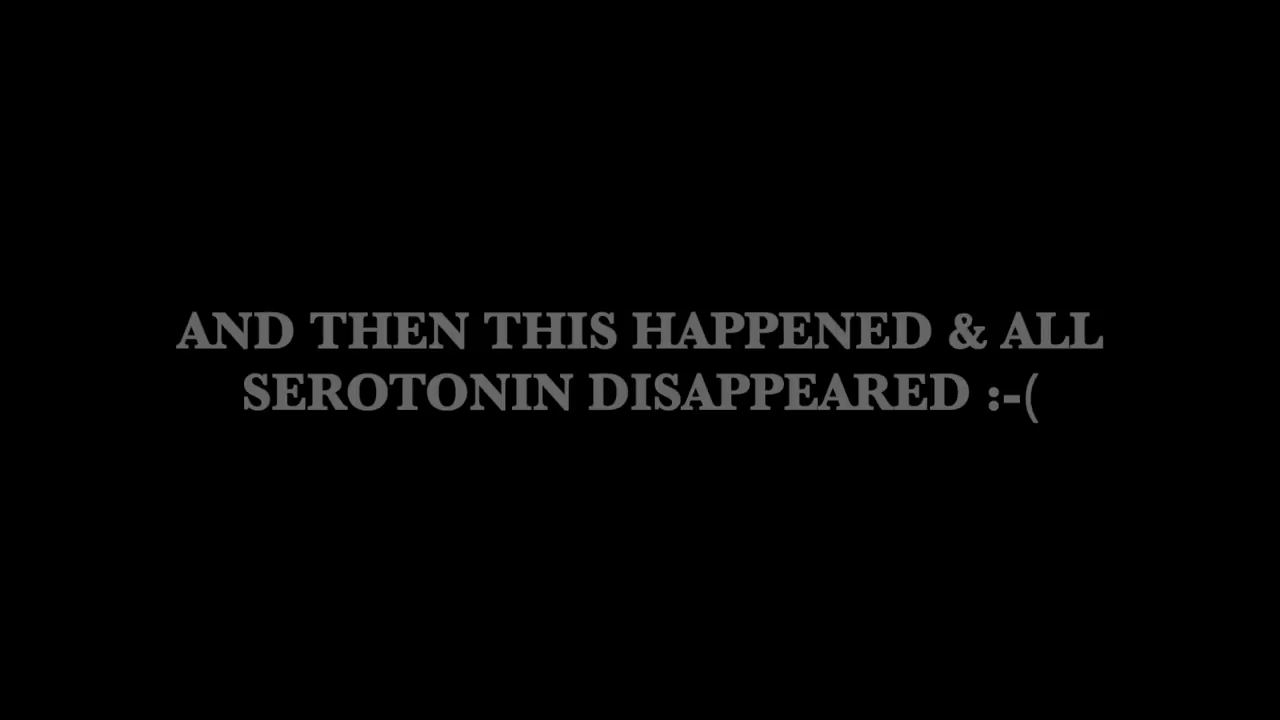 AND THEN THIS HAPPENED & ALL
SEROTONIN DISAPPEARED :-(